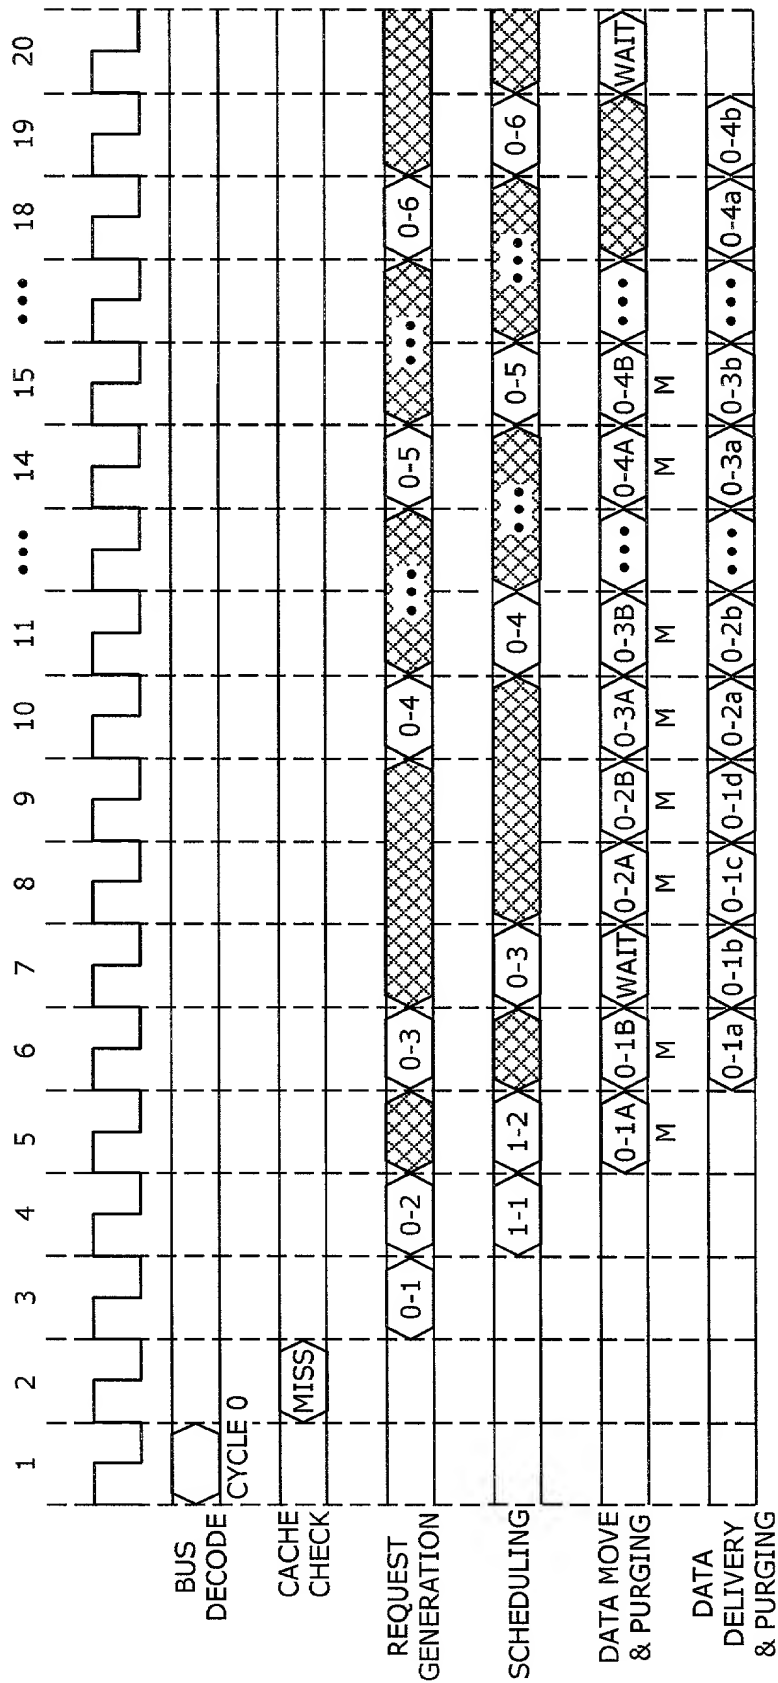 1 2 3 4 5 6 7 8 9 10 11 ••• 14 15 ••• 18 19 20
BUS
DECODE
CYCLE 0
CACHE
CHECK
MISS
REQUEST
GENERATION
0-1 0-2 0-3 0-4 ••• 0-5 ••• 0-6
SCHEDULING
1-1 1-2 0-3 0-4 ••• 0-5 ••• 0-6
DATA MOVE
& PURGING
0-1A 0-1B WAIT 0-2A 0-2B 0-3A 0-3B ••• 0-4A 0-4B ••• WAIT
M M M M M M M M
DATA
DELIVERY
& PURGING
0-1a 0-1b 0-1c 0-1d 0-2a 0-2b ••• 0-3a 0-3b ••• 0-4a 0-4b